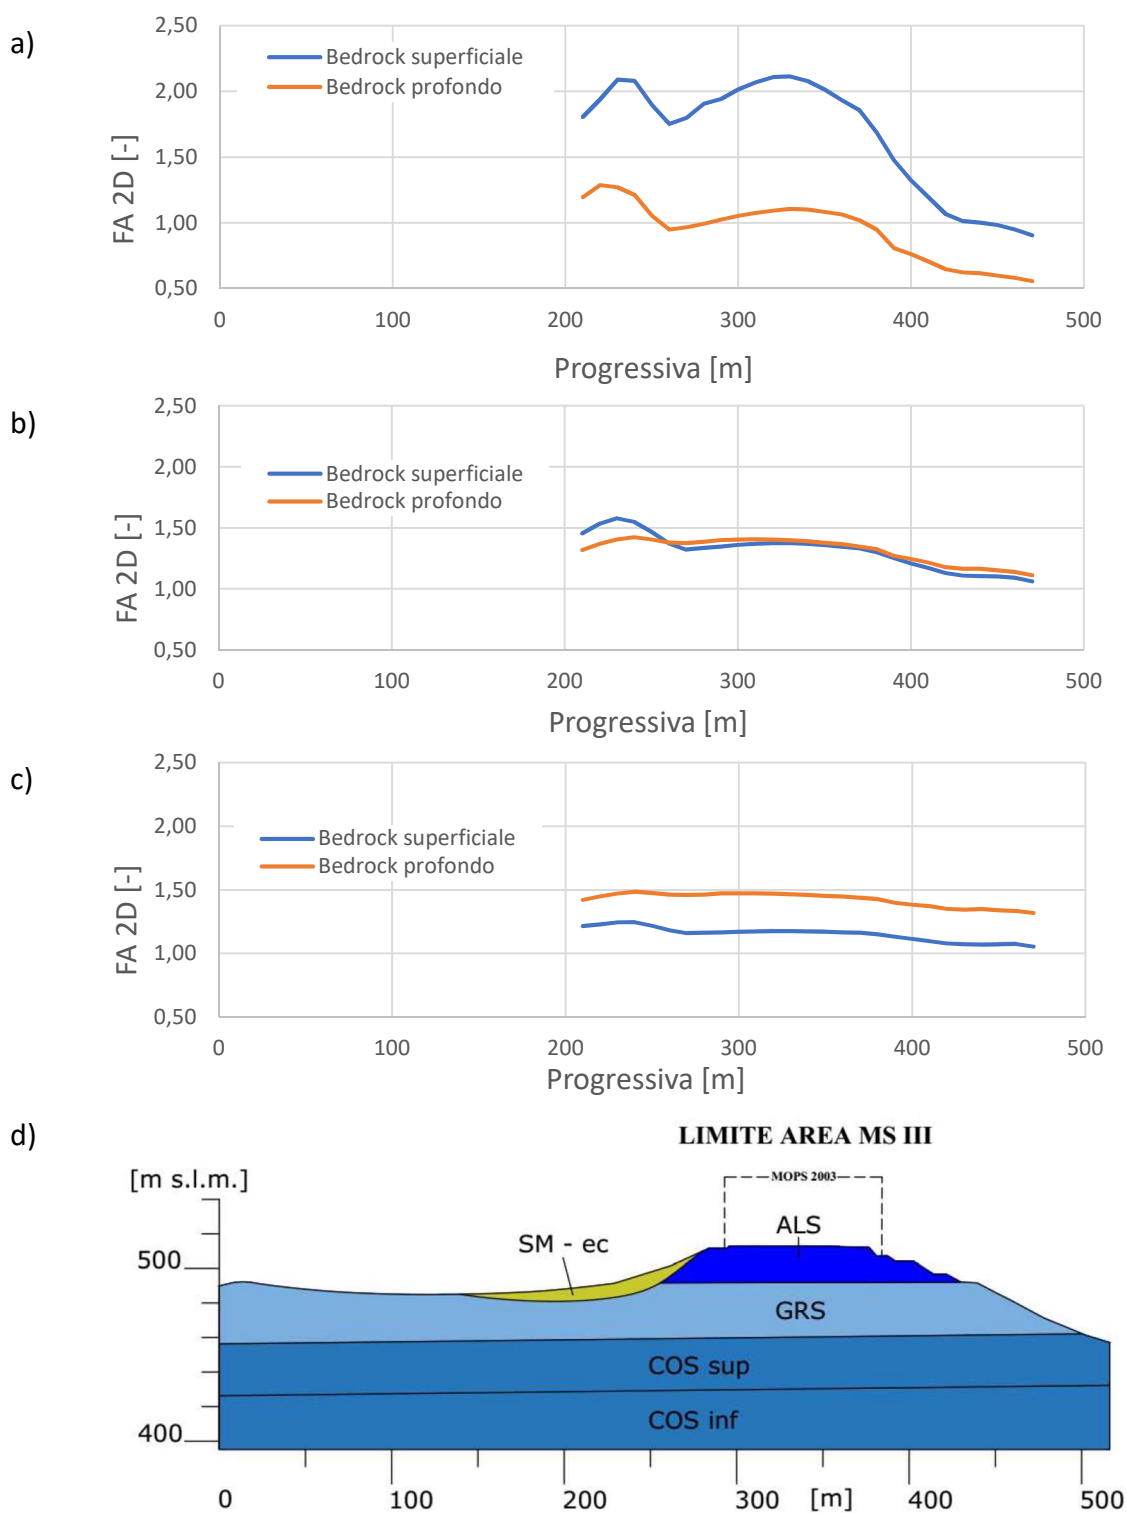 a)
2,50
2,00
1,50
1,00
0,50
FA 2D [-]
Bedrock superficiale
Bedrock profondo
0 100 200 300 400 500
Progressiva [m]
b)
2,50
2,00
1,50
1,00
0,50
FA 2D [-]
Bedrock superficiale
Bedrock profondo
0 100 200 300 400 500
Progressiva [m]
c)
2,50
2,00
1,50
1,00
0,50
FA 2D [-]
Bedrock superficiale
Bedrock profondo
0 100 200 300 400 500
Progressiva [m]
d)
LIMITE AREA MS III
[m s.l.m.]
MOPS 2003
ALS
SM - ec
500
GRS
COS sup
COS inf
400
0 100 200 300 [m] 400 500